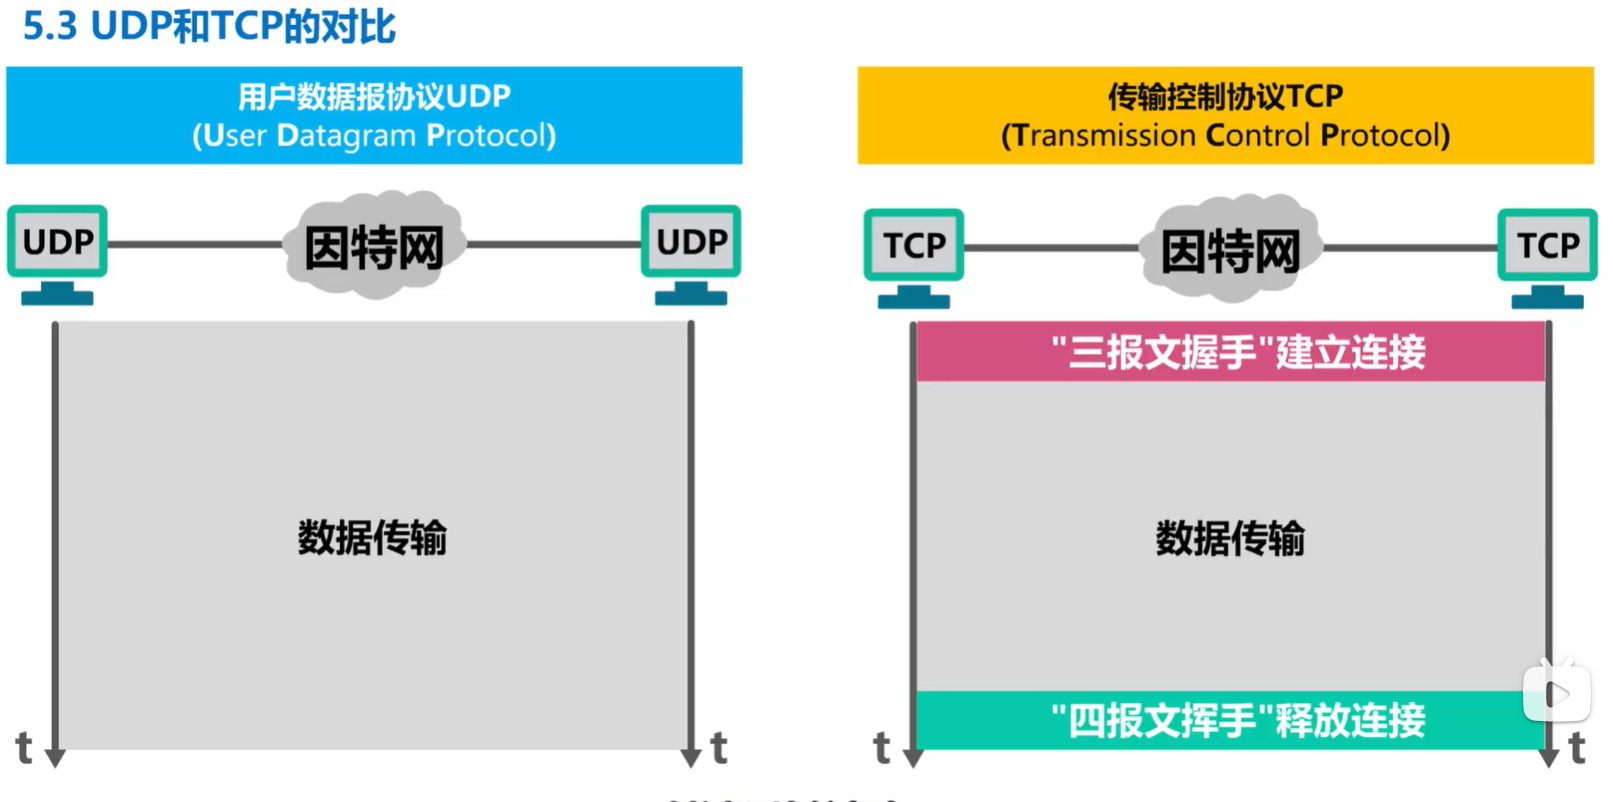 5.3 UDP和TCP的对比
用户数据报协议UDP
(User Datagram Protocol)
UDP
因特网
UDP
数据传输
t
t
传输控制协议TCP
(Transmission Control Protocol)
TCP
因特网
TCP
"三报文握手"建立连接
数据传输
"四报文挥手"释放连接
t
t